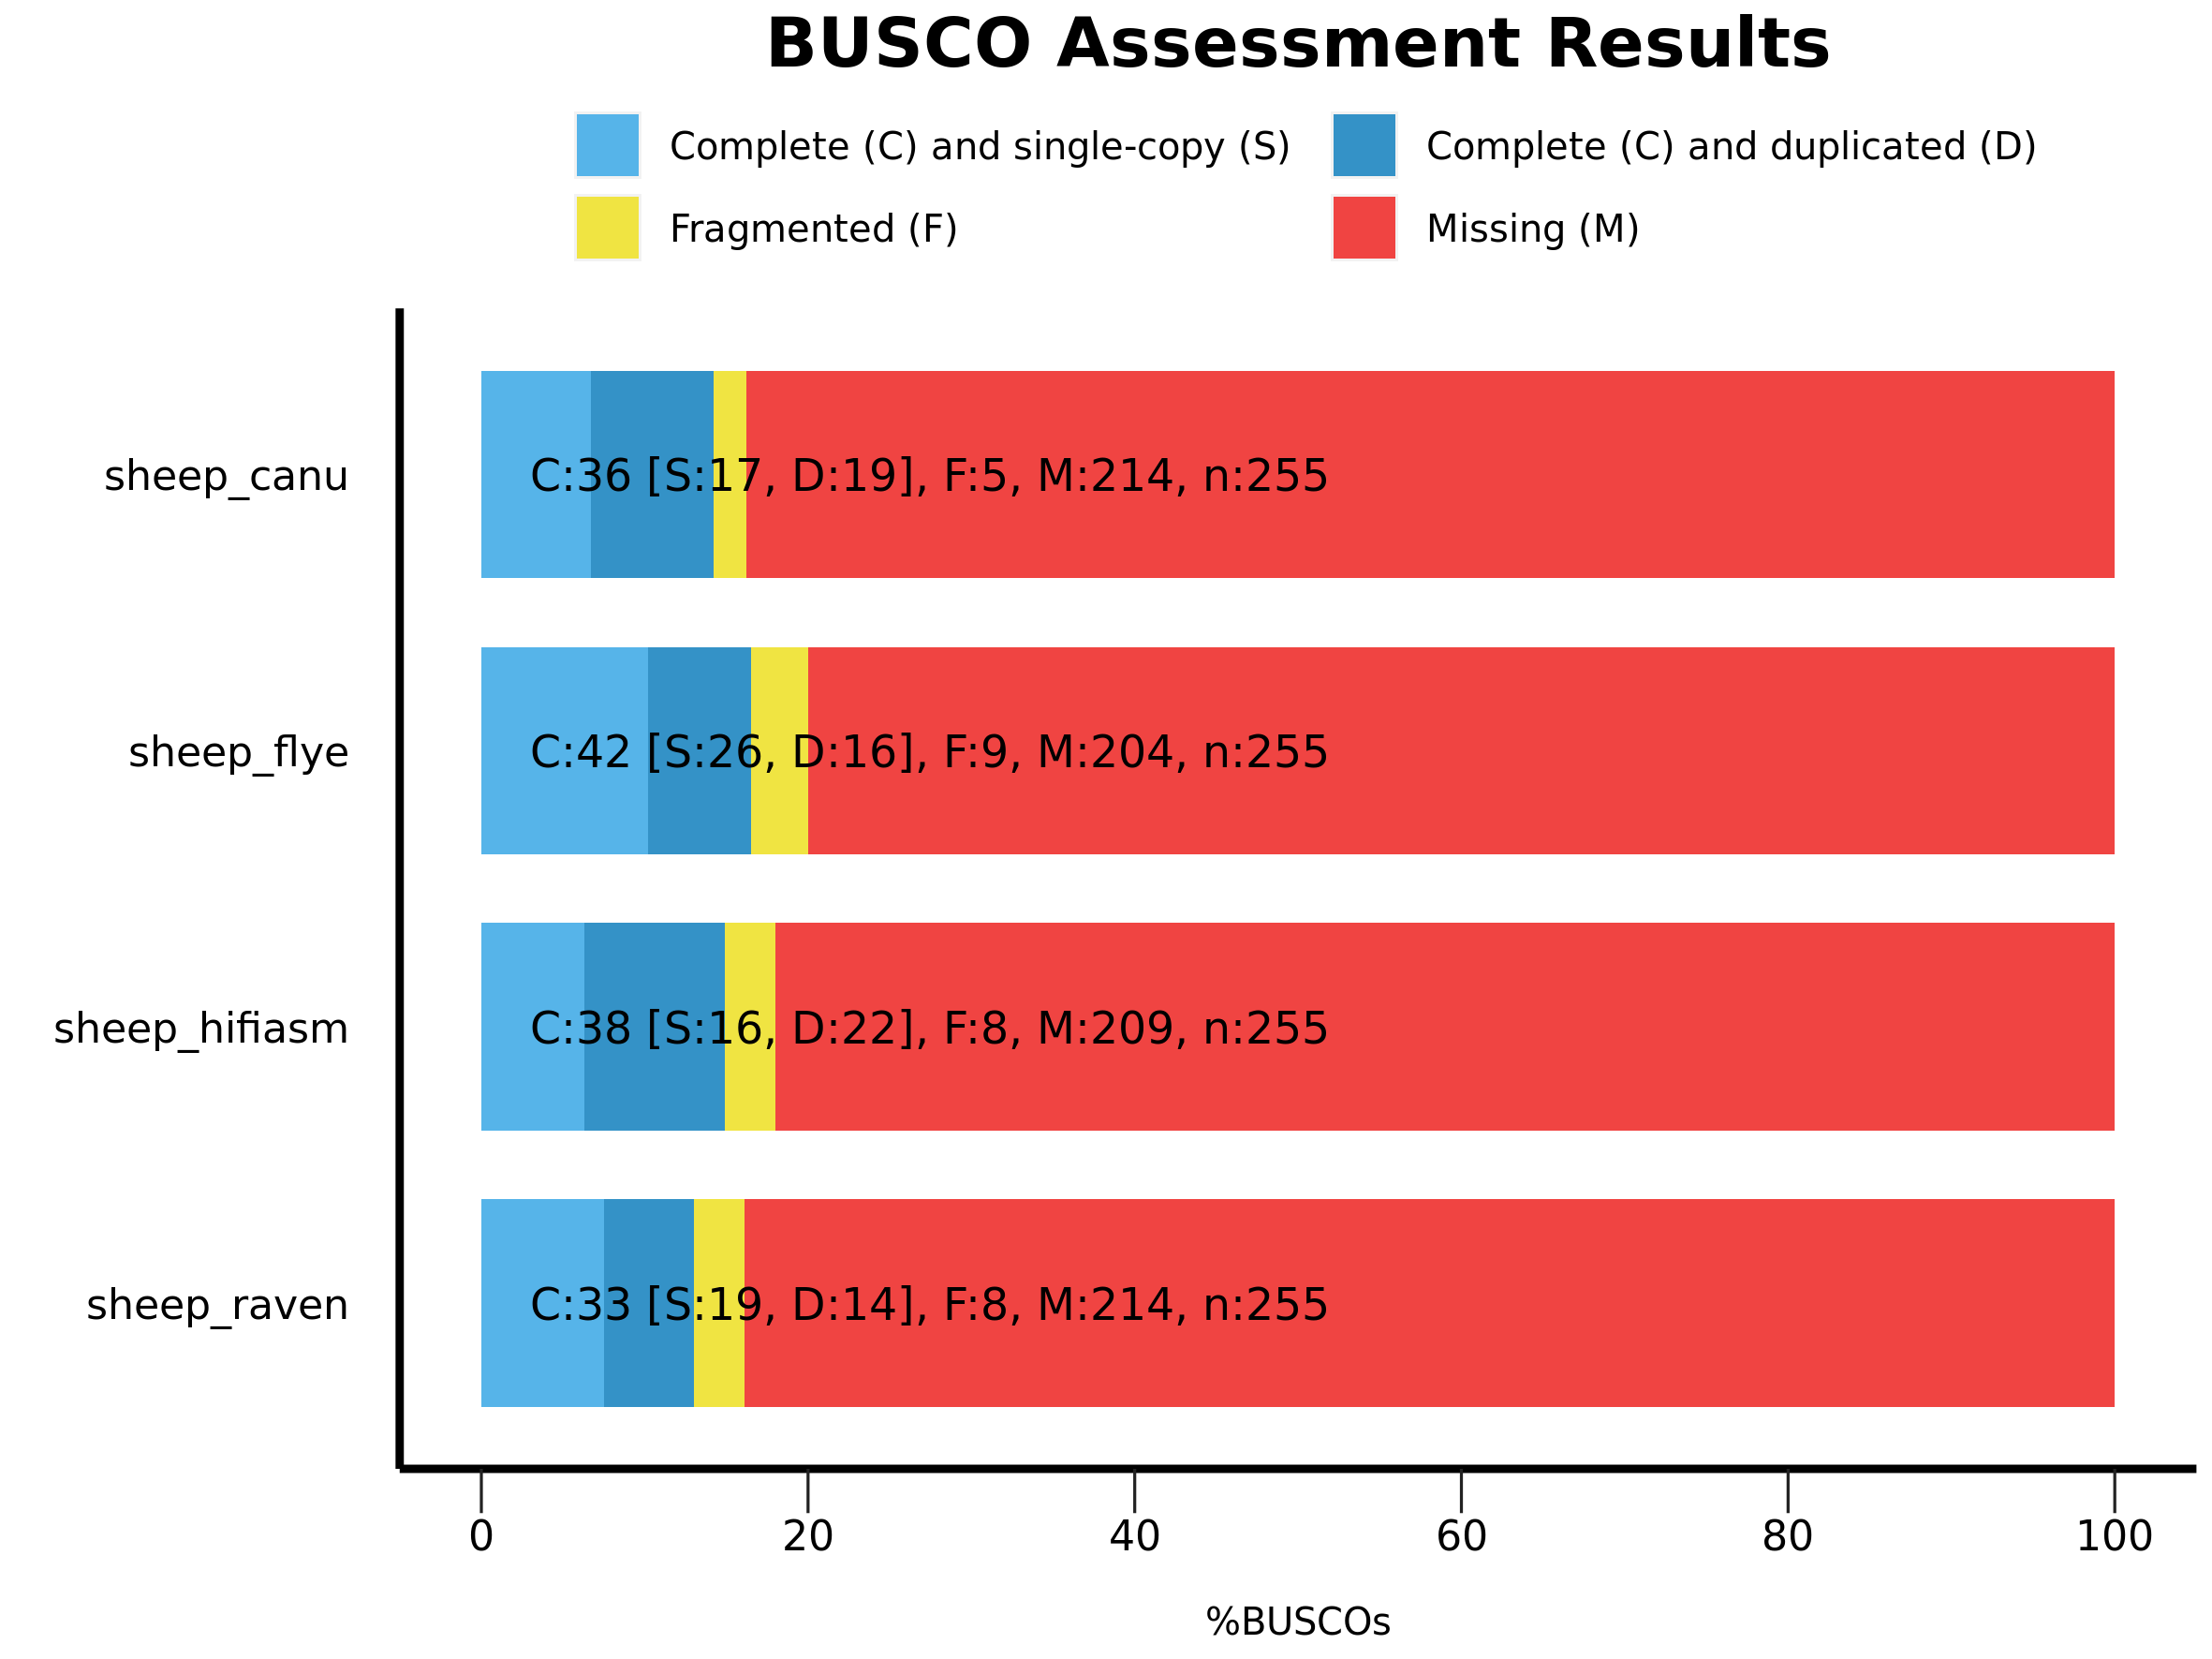 BUSCO Assessment Results
Complete (C) and single-copy (S) Complete (C) and duplicated (D)
Fragmented (F) Missing (M)
sheep_canu C:36 [S:17, D:19], F:5, M:214, n:255
sheep_flye C:42 [S:26, D:16], F:9, M:204, n:255
sheep_hifiasm C:38 [S:16, D:22], F:8, M:209, n:255
sheep_raven C:33 [S:19, D:14], F:8, M:214, n:255
0 20 40 60 80 100
%BUSCOs